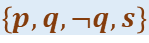 {p, q, ¬q, s}